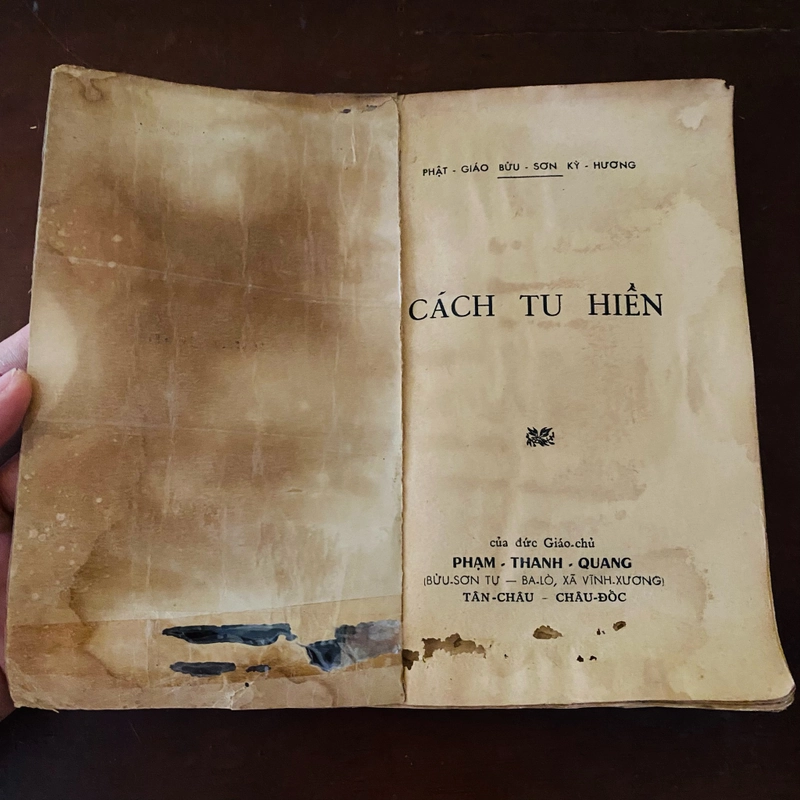 PHẬT - GIÁO BỬU - SƠN KỲ - HƯƠNG
CÁCH TU HIỀN
của đức Giáo-chủ
PHẠM - THANH - QUANG
(BỬU-SƠN TỰ — BA-LÒ, XÃ VĨNH-XƯƠNG)
TÂN-CHÂU - CHÂU-ĐỐC